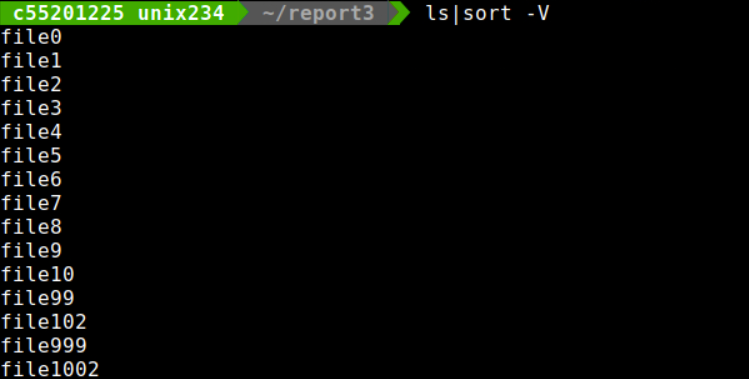 c55201225 unix234 ~/report3 ls|sort -V
file0
file1
file2
file3
file4
file5
file6
file7
file8
file9
file10
file99
file102
file999
file1002